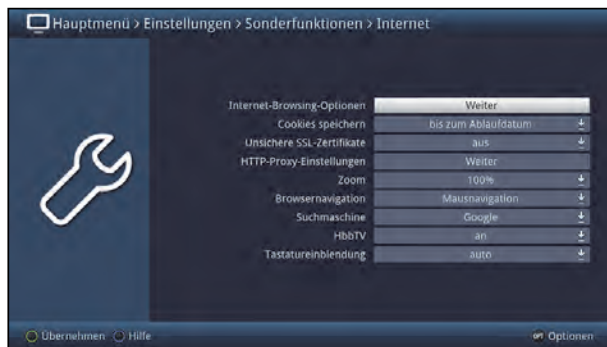 Hauptmenü > Einstellungen > Sonderfunktionen > Internet
Internet-Browsing-Optionen Weiter
Cookies speichern bis zum Ablaufdatum
Unsichere SSL-Zertifikate aus
HTTP-Proxy-Einstellungen Weiter
Zoom 100%
Browsernavigation Mausnavigation
Suchmaschine Google
HbbTV an
Tastatureinblendung auto
Übernehmen Hilfe OPT Optionen